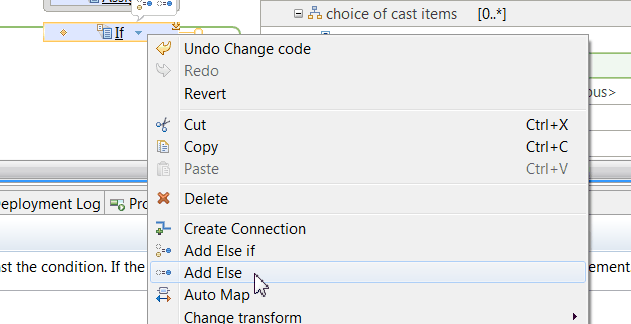 choice of cast items [0..*]
If
ous>
Undo Change code
Redo
Revert
Cut Ctrl+X
Copy Ctrl+C
Paste Ctrl+V
Delete
Create Connection
Add Else if
Add Else
Auto Map
Change transform
eployment Log
Pro
st the condition. If the
ement